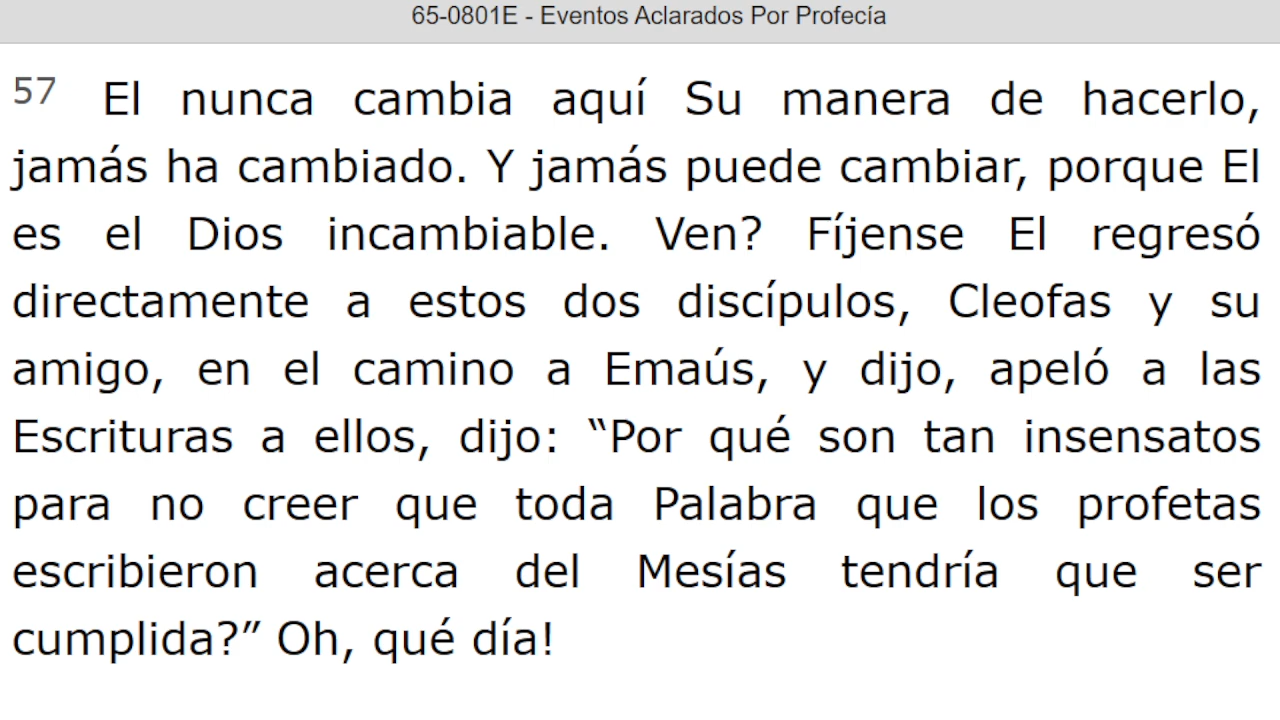 65-0801E - Eventos Aclarados Por Profecía
57 El nunca cambia aquí Su manera de hacerlo,
jamás ha cambiado. Y jamás puede cambiar, porque El
es el Dios incambiable. Ven? Fíjense El regresó
directamente a estos dos discípulos, Cleofas y su
amigo, en el camino a Emaús, y dijo, apeló a las
Escrituras a ellos, dijo: “Por qué son tan insensatos
para no creer que toda Palabra que los profetas
escribieron acerca del Mesías tendría que ser
cumplida?” Oh, qué día!